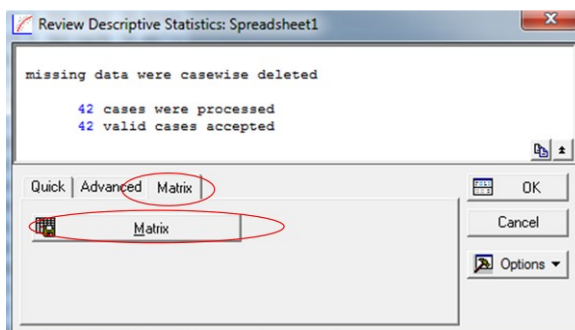 Review Descriptive Statistics: Spreadsheet1
missing data were casewise deleted
42 cases were processed
42 valid cases accepted
Quick Advanced Matrix
OK
Matrix
Cancel
Options